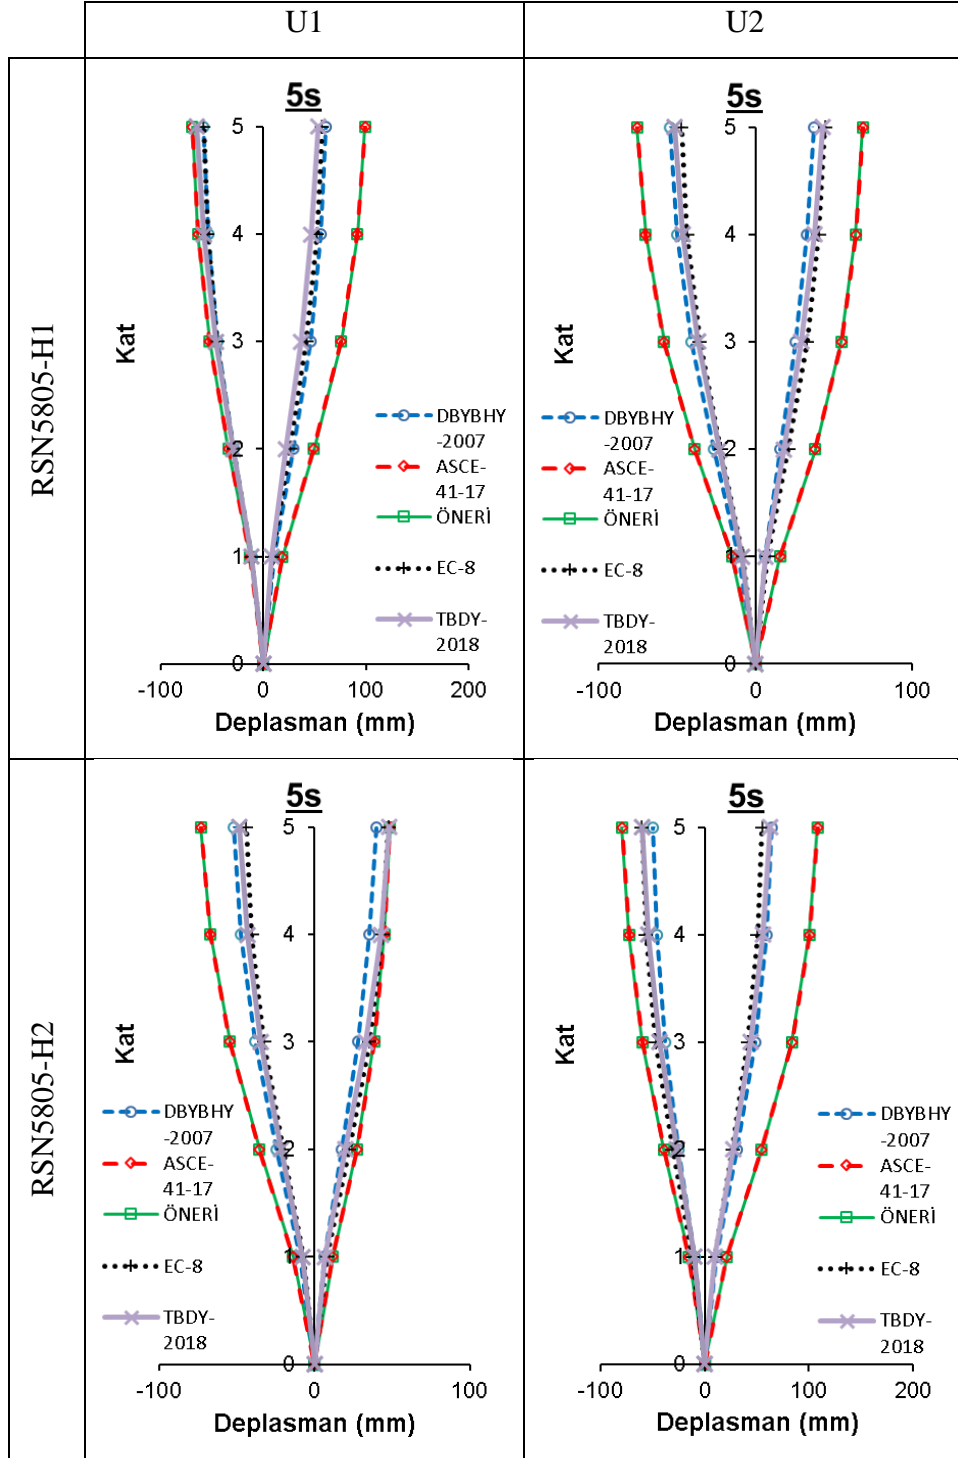 U1
U2
RSN5805-H1
5s
5
4
3
2
1
0
Kat
DBYBHY
-2007
ASCE-
41-17
ÖNERİ
EC-8
TBDY-
2018
-100 0 100 200
Deplasman (mm)
5s
5
4
3
2
1
0
Kat
DBYBHY
-2007
ASCE-
41-17
ÖNERİ
EC-8
TBDY-
2018
-100 0 100
Deplasman (mm)
RSN5805-H2
5s
5
4
3
2
1
0
Kat
DBYBHY
-2007
ASCE-
41-17
ÖNERİ
EC-8
TBDY-
2018
-100 0 100
Deplasman (mm)
5s
5
4
3
2
1
0
Kat
DBYBHY
-2007
ASCE-
41-17
ÖNERİ
EC-8
TBDY-
2018
-100 0 100 200
Deplasman (mm)